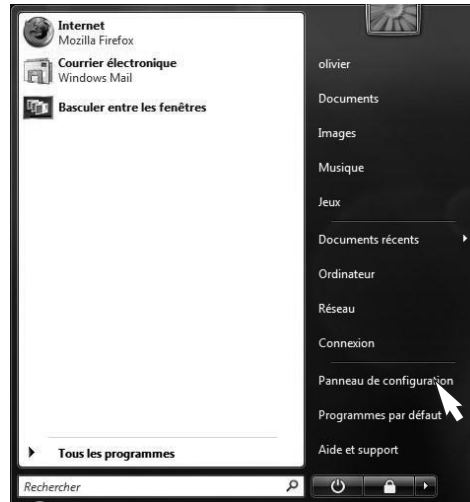 Internet
Mozilla Firefox
Courrier électronique
Windows Mail
Basculer entre les fenêtres
Tous les programmes
Rechercher
olivier
Documents
Images
Musique
Jeux
Documents récents
Ordinateur
Réseau
Connexion
Panneau de configuration
Programmes par défaut
Aide et support